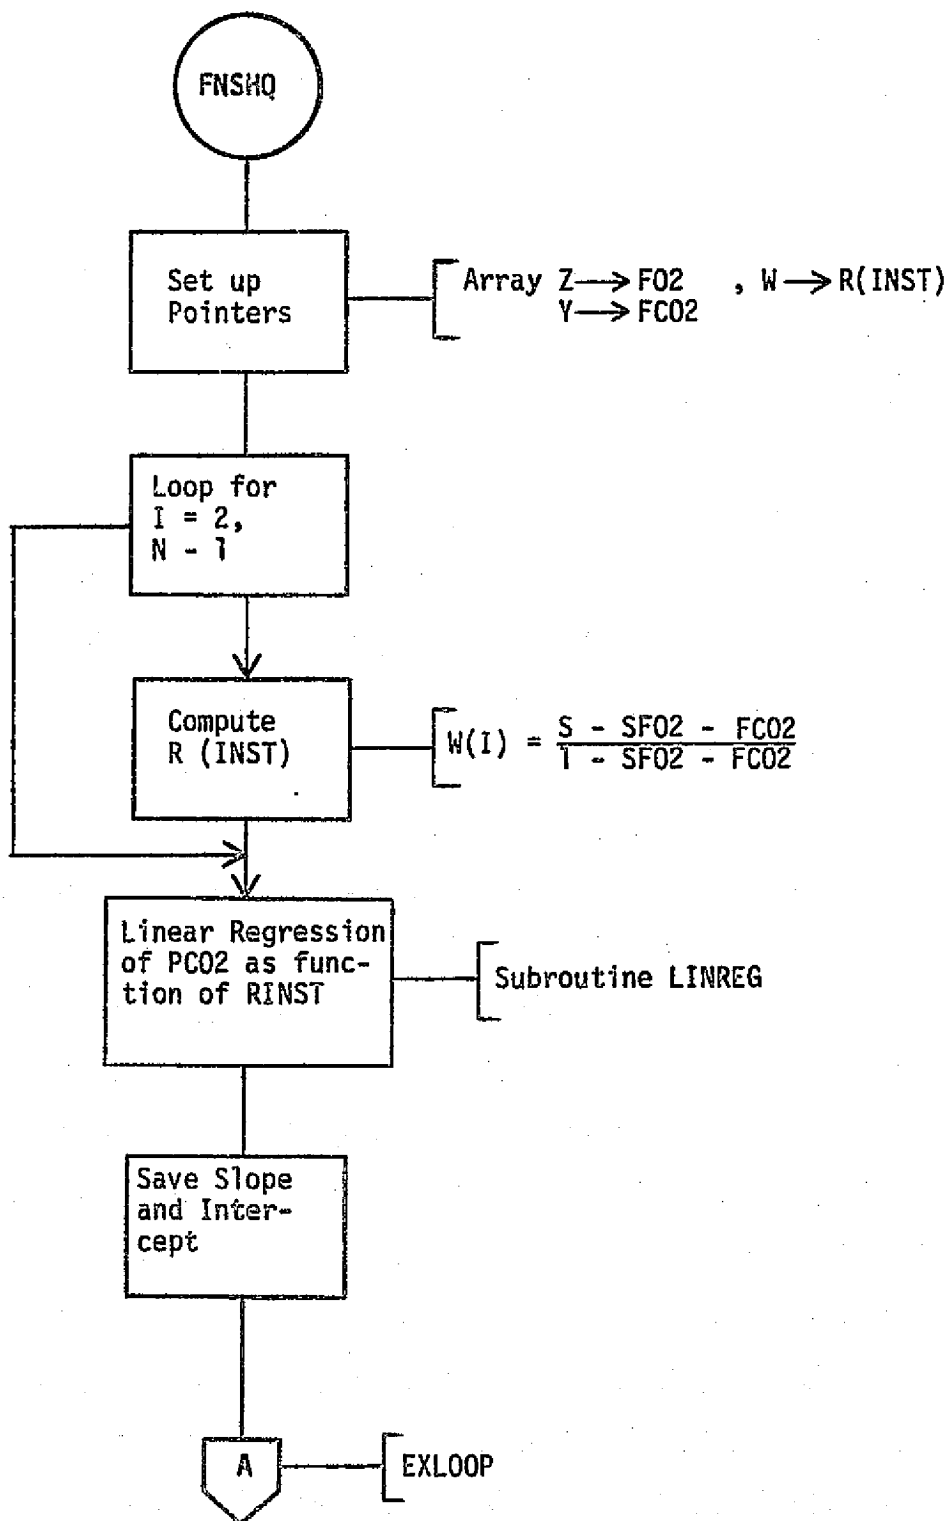 FNSHQ
Set up
Pointers
Array Z→FO2 , W→R(INST)
Y→FCO2
Loop for
I = 2,
N - 1
Compute
R (INST)
W(I) = S - SFO2 - FCO2
1 - SFO2 - FCO2
Linear Regression
of PCO2 as func-
tion of RINST
Subroutine LINREG
Save Slope
and Inter-
cept
A
EXLOOP